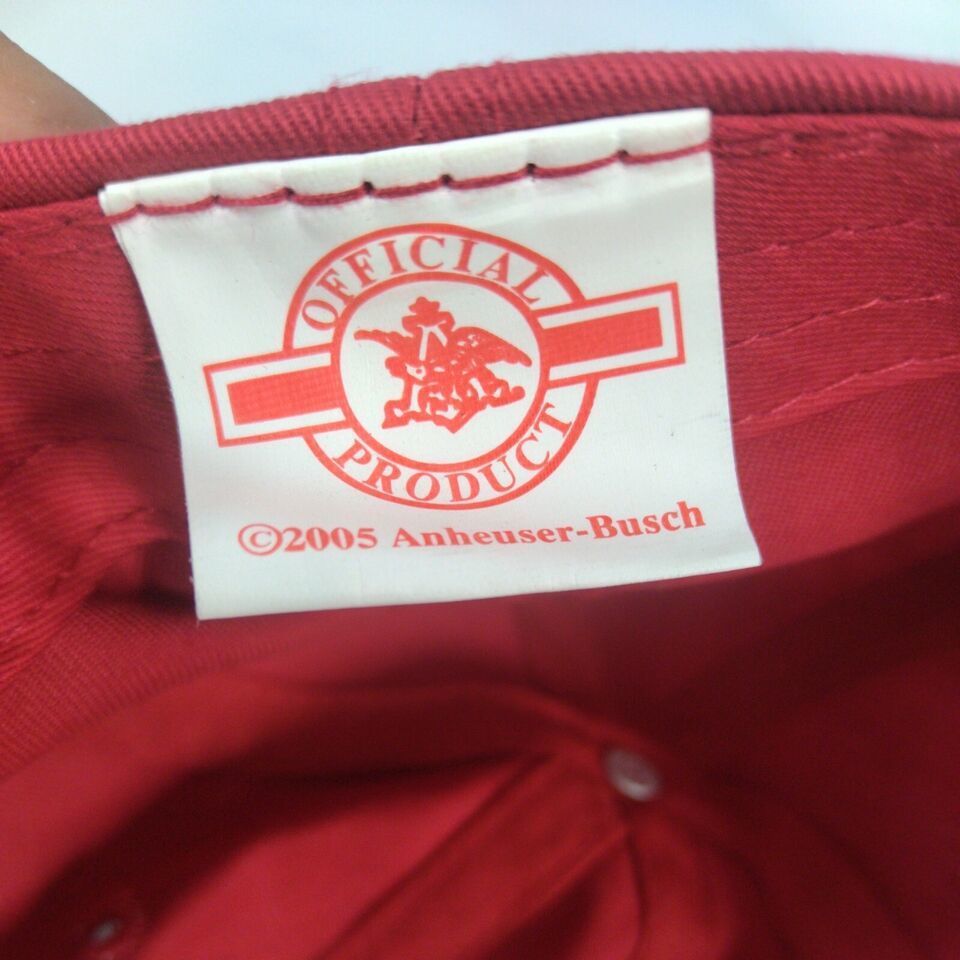 OFFICIAL
PRODUCT
©2005 Anheuser-Busch